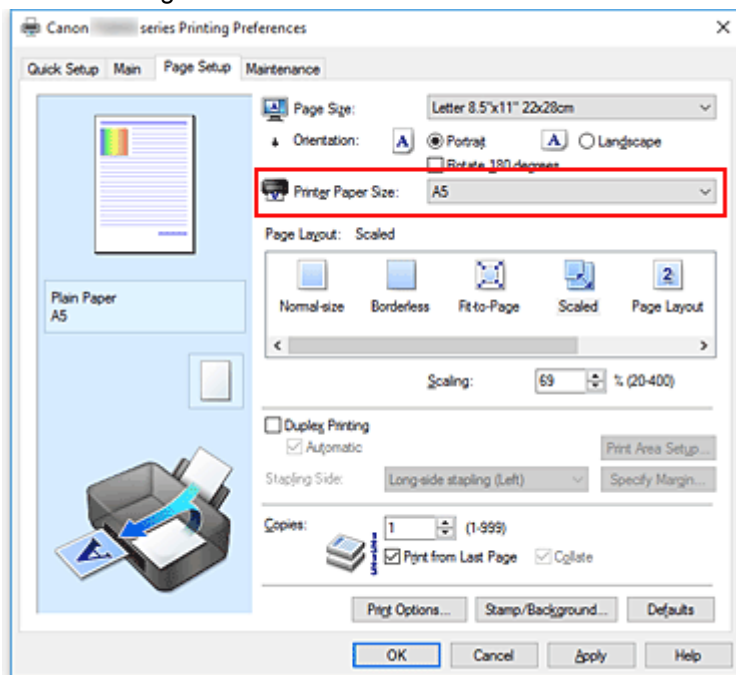 Canon series Printing Preferences
Quick Setup Main Page Setup Maintenance
Page Size: Letter 8.5"x11" 22x28cm
Orientation: A Portrait A Landscape
Rotate 180 degrees
Printer Paper Size: A5
Page Layout: Scaled
Normal-size Borderless Fit-to-Page Scaled 2 Page Layout
Plain Paper
A5
Scaling: 69 % (20-400)
Duplex Printing
Automatic Print Area Setup...
Stapling Side: Long-side stapling (Left) Specify Margin...
Copies: 1 (1-999)
Print from Last Page Collate
A
Print Options... Stamp/Background... Defaults
OK Cancel Apply Help